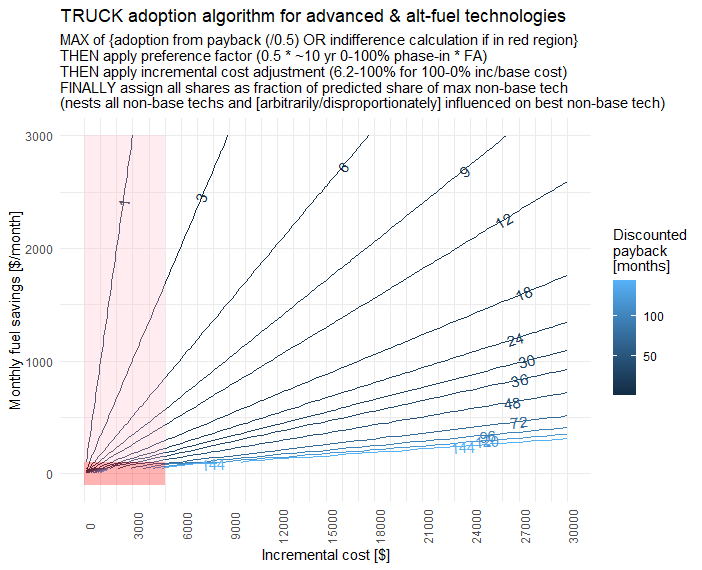 TRUCK adoption algorithm for advanced & alt-fuel technologies
MAX of {adoption from payback (/0.5) OR indifference calculation if in red region}
THEN apply preference factor (0.5 * ~10 yr 0-100% phase-in * FA)
THEN apply incremental cost adjustment (6.2-100% for 100-0% inc/base cost)
FINALLY assign all shares as fraction of predicted share of max non-base tech
(nests all non-base techs and [arbitrarily/disproportionately] influenced on best non-base tech)
3000
2000
1000
0
Monthly fuel savings [$/month]
1
3
6
9
12
18
24
30
36
48
72
96
120
144
144
0
3000
6000
9000
12000
15000
18000
21000
24000
27000
30000
Incremental cost [$]
Discounted
payback
[months]
100
50